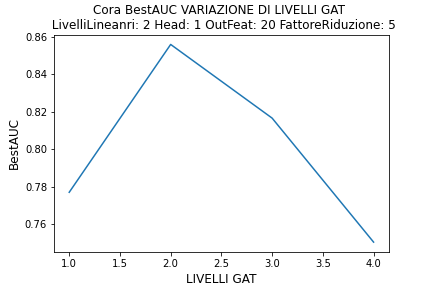 Cora BestAUC VARIAZIONE DI LIVELLI GAT
LivelliLineanri: 2 Head: 1 OutFeat: 20 FattoreRiduzione: 5
0.86
0.84
0.82
0.80
0.78
0.76
BestAUC
1.0 1.5 2.0 2.5 3.0 3.5 4.0
LIVELLI GAT